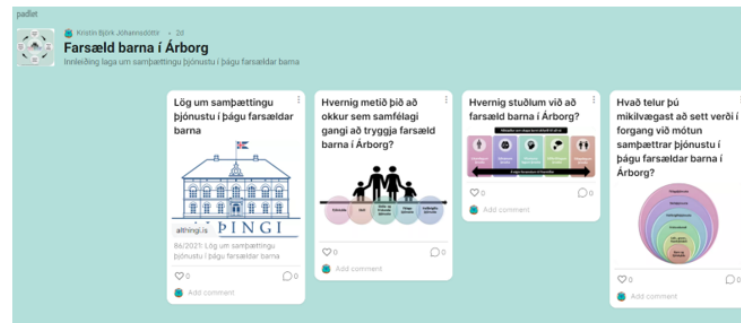 padlet
Kristín Björk Jóhannsdóttir • 2d
Farsæld barna í Árborg
Innleiðing laga um samþættingu þjónustu í þágu farsældar barna
Lög um samþættingu
þjónustu í þágu farsældar
barna
althingi.is
ÞINGI
86/2021: Lög um samþættingu
þjónustu í þágu farsældar barna
0
0
Add comment
Hvernig metið þið að
okkur sem samfélagi
gangi að tryggja farsæld
barna í Árborg?
0
0
Add comment
Hvernig stuðlum við að
farsæld barna í Árborg?
0
0
Add comment
Hvað telur þú
mikilvægast að sett verði í
forgang við mótun
samþættrar þjónustu í
þágu farsældar barna í
Árborg?
0
0
Add comment